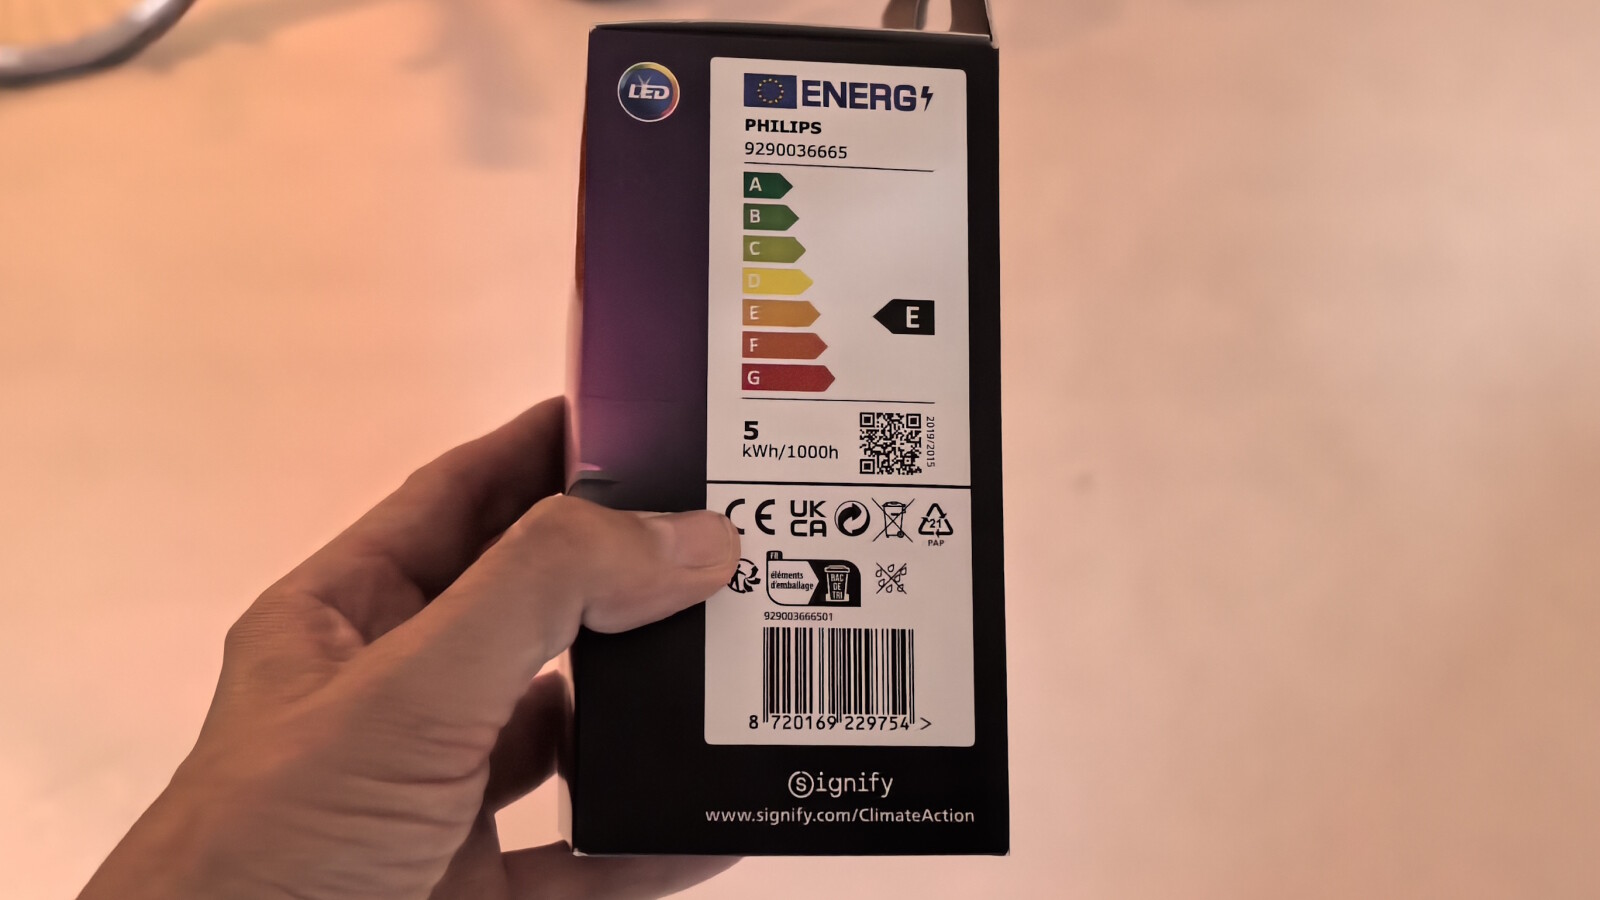 LED
ENERG
PHILIPS
9290036665
A
B
C
D
E
E
F
G
5
kWh/1000h
2019/2015
CE
UK
CA
21
PAP
FR
éléments
d'emballage
BAC
DE
TRI
929003666501
8 720169 229754 >
Signify
www.signify.com/ClimateAction